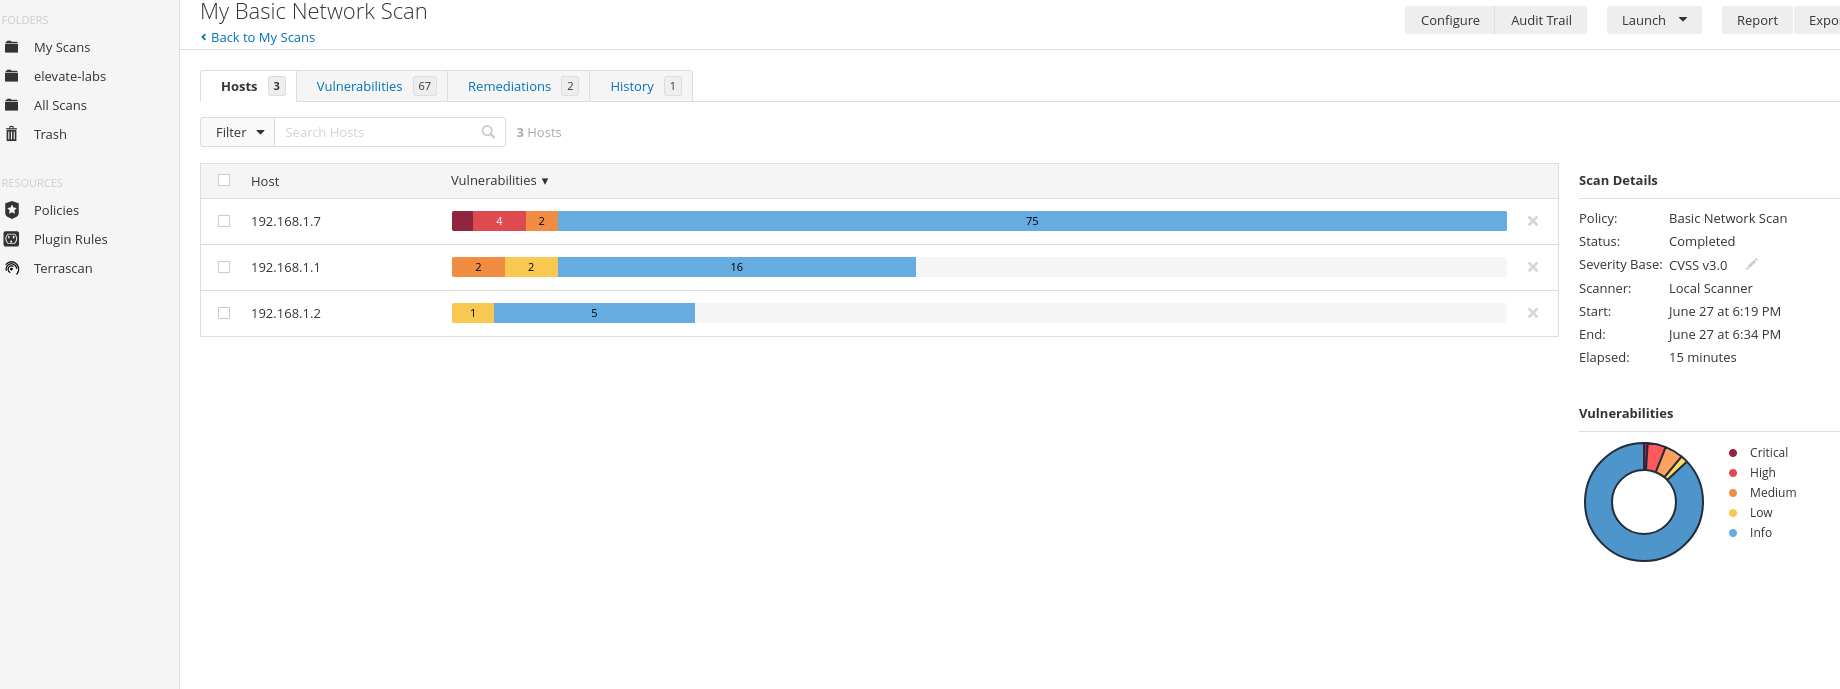 FOLDERS
My Scans
elevate-labs
All Scans
Trash
RESOURCES
Policies
Plugin Rules
Terrascan
My Basic Network Scan
Back to My Scans
Configure Audit Trail Launch Report Expo
Hosts 3 Vulnerabilities 67 Remediations 2 History 1
Filter Search Hosts 3 Hosts
Host Vulnerabilities
192.168.1.7 4 2 75
192.168.1.1 2 2 16
192.168.1.2 1 5
Scan Details
Policy: Basic Network Scan
Status: Completed
Severity Base: CVSS v3.0
Scanner: Local Scanner
Start: June 27 at 6:19 PM
End: June 27 at 6:34 PM
Elapsed: 15 minutes
Vulnerabilities
Critical
High
Medium
Low
Info